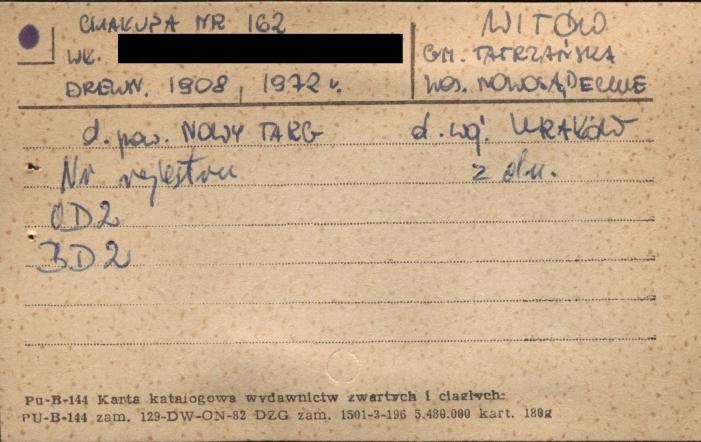 CHAŁUPA NR 162
WŁ.
DREWN. 1908, 1972 r.
WITÓW
GM. TATRZAŃSKA
WOJ. NOWOSĄDECKIE
d. pow. NOWY TARG d. woj. KRAKÓW
Nr rejestru z dn.
OD2
BD2
Pu-B-144 Karta katalogowa wydawnictw zwartych i ciągłych:
PU-B-144 zam. 129-DW-ON-82 DZG zam. 1501-3-196 5.480.000 kart. 180g